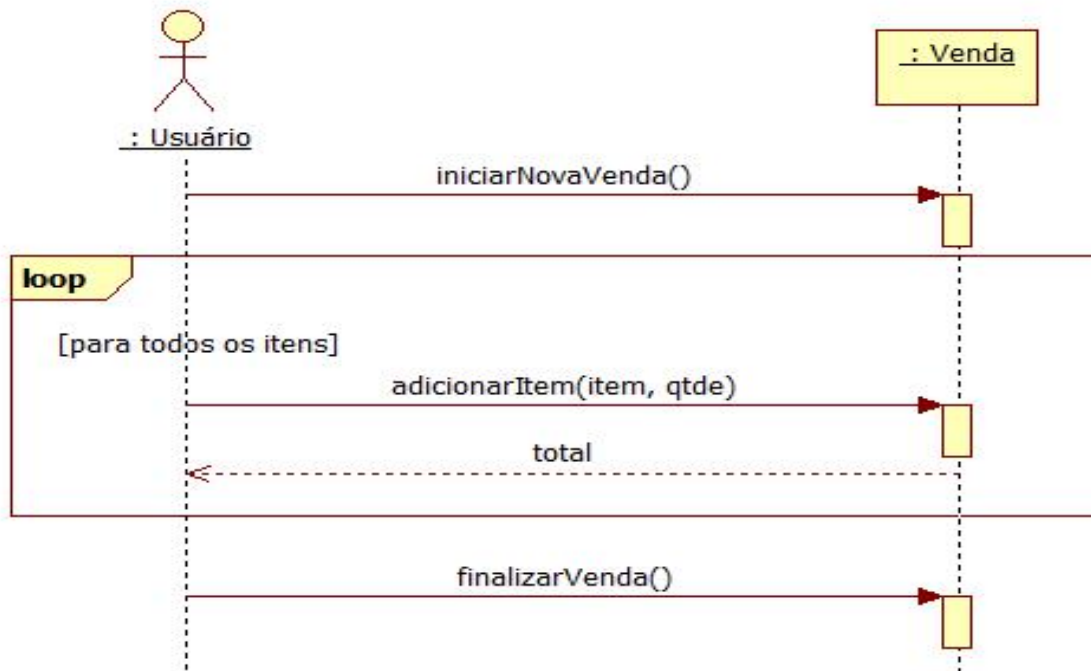 : Venda
: Usuário
iniciarNovaVenda()
loop
[para todos os itens]
adicionarItem(item, qtde)
total
finalizarVenda()